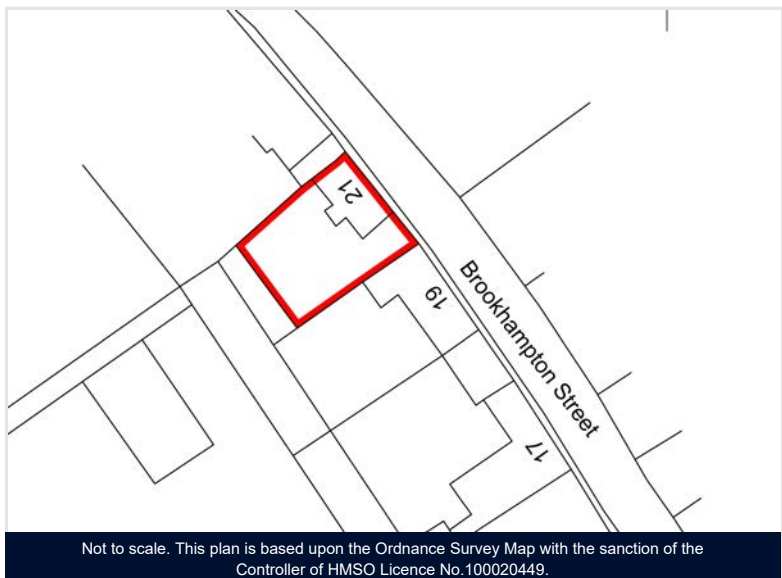 21
19
Brookhampton Street
17
Not to scale. This plan is based upon the Ordnance Survey Map with the sanction of the
Controller of HMSO Licence No.100020449.